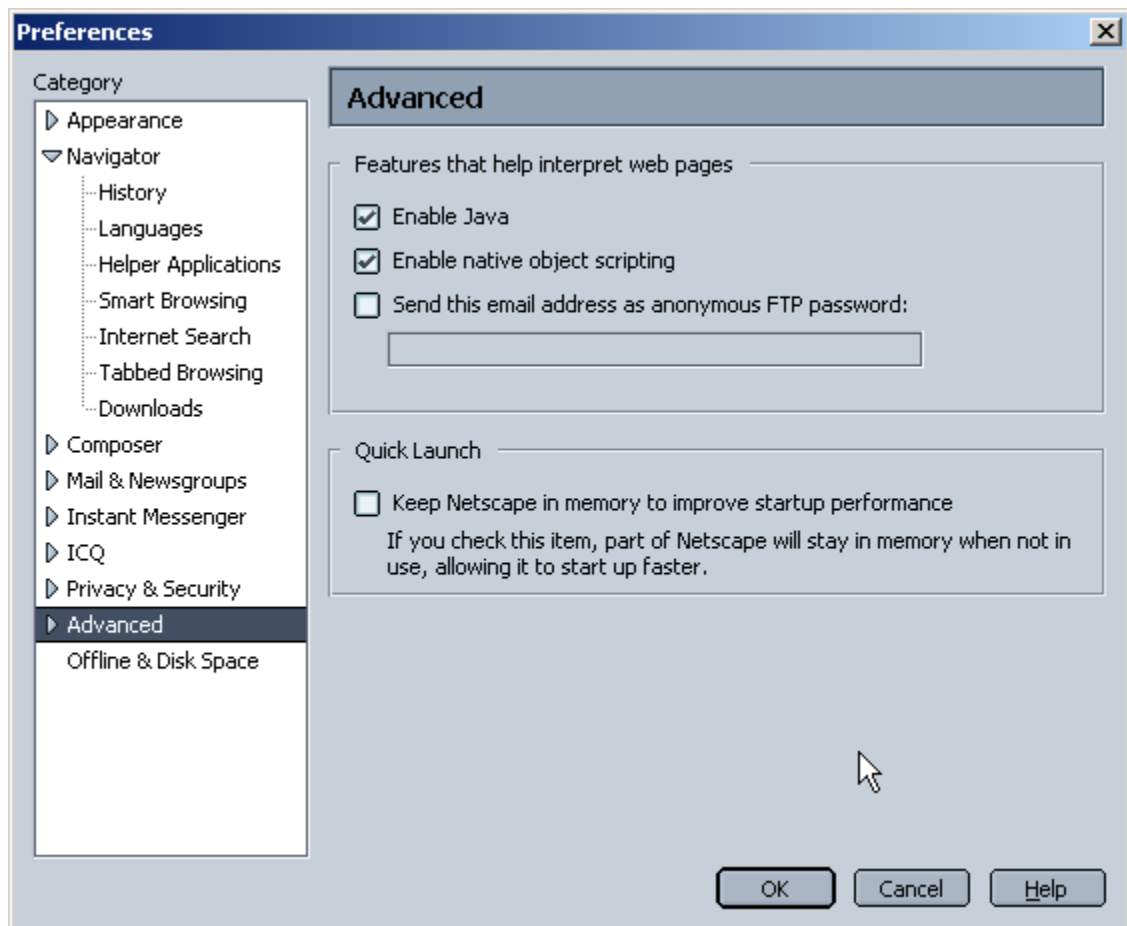 Preferences
Category
Appearance
Navigator
History
Languages
Helper Applications
Smart Browsing
Internet Search
Tabbed Browsing
Downloads
Composer
Mail & Newsgroups
Instant Messenger
ICQ
Privacy & Security
Advanced
Offline & Disk Space
Advanced
Features that help interpret web pages
Enable Java
Enable native object scripting
Send this email address as anonymous FTP password:
Quick Launch
Keep Netscape in memory to improve startup performance
If you check this item, part of Netscape will stay in memory when not in
use, allowing it to start up faster.
OK
Cancel
Help